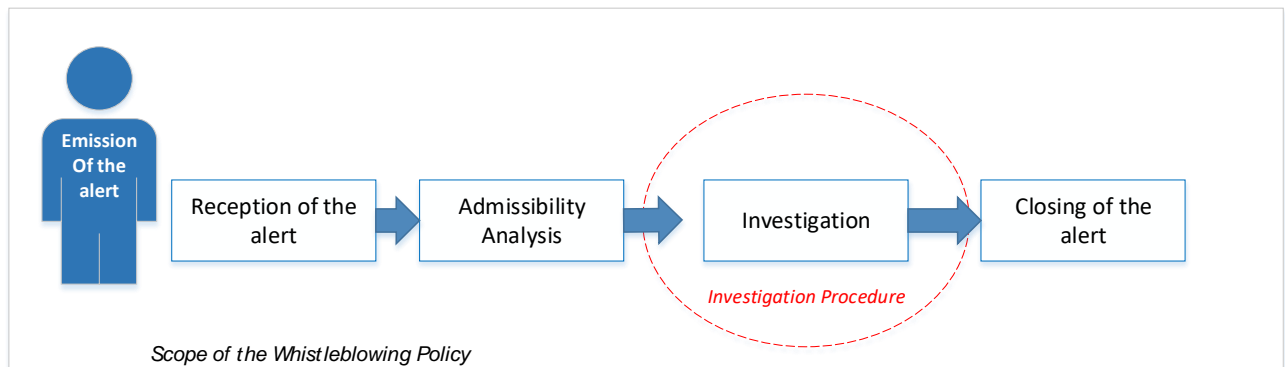 Emission
Of the
alert
Reception of the
alert
Admissibility
Analysis
Investigation
Closing of the
alert
Investigation Procedure
Scope of the Whistleblowing Policy